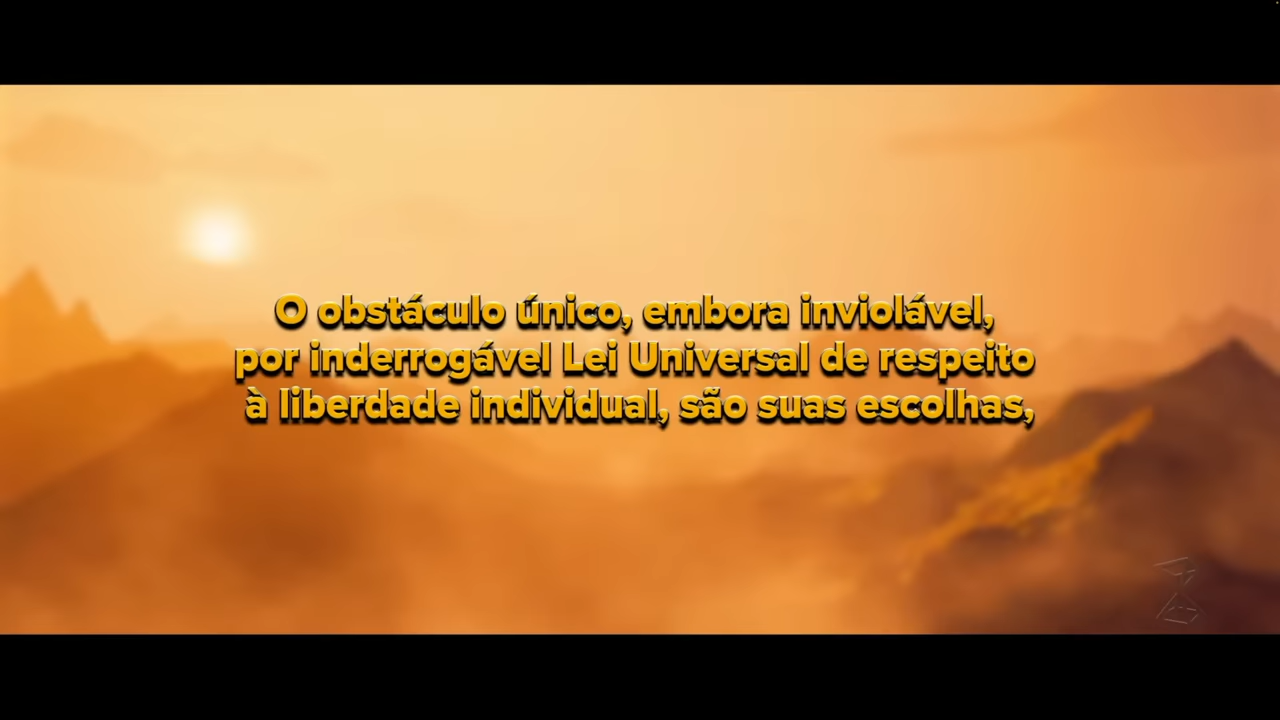 O obstáculo único, embora inviolável,
por inderrogável Lei Universal de respeito
à liberdade individual, são suas escolhas,